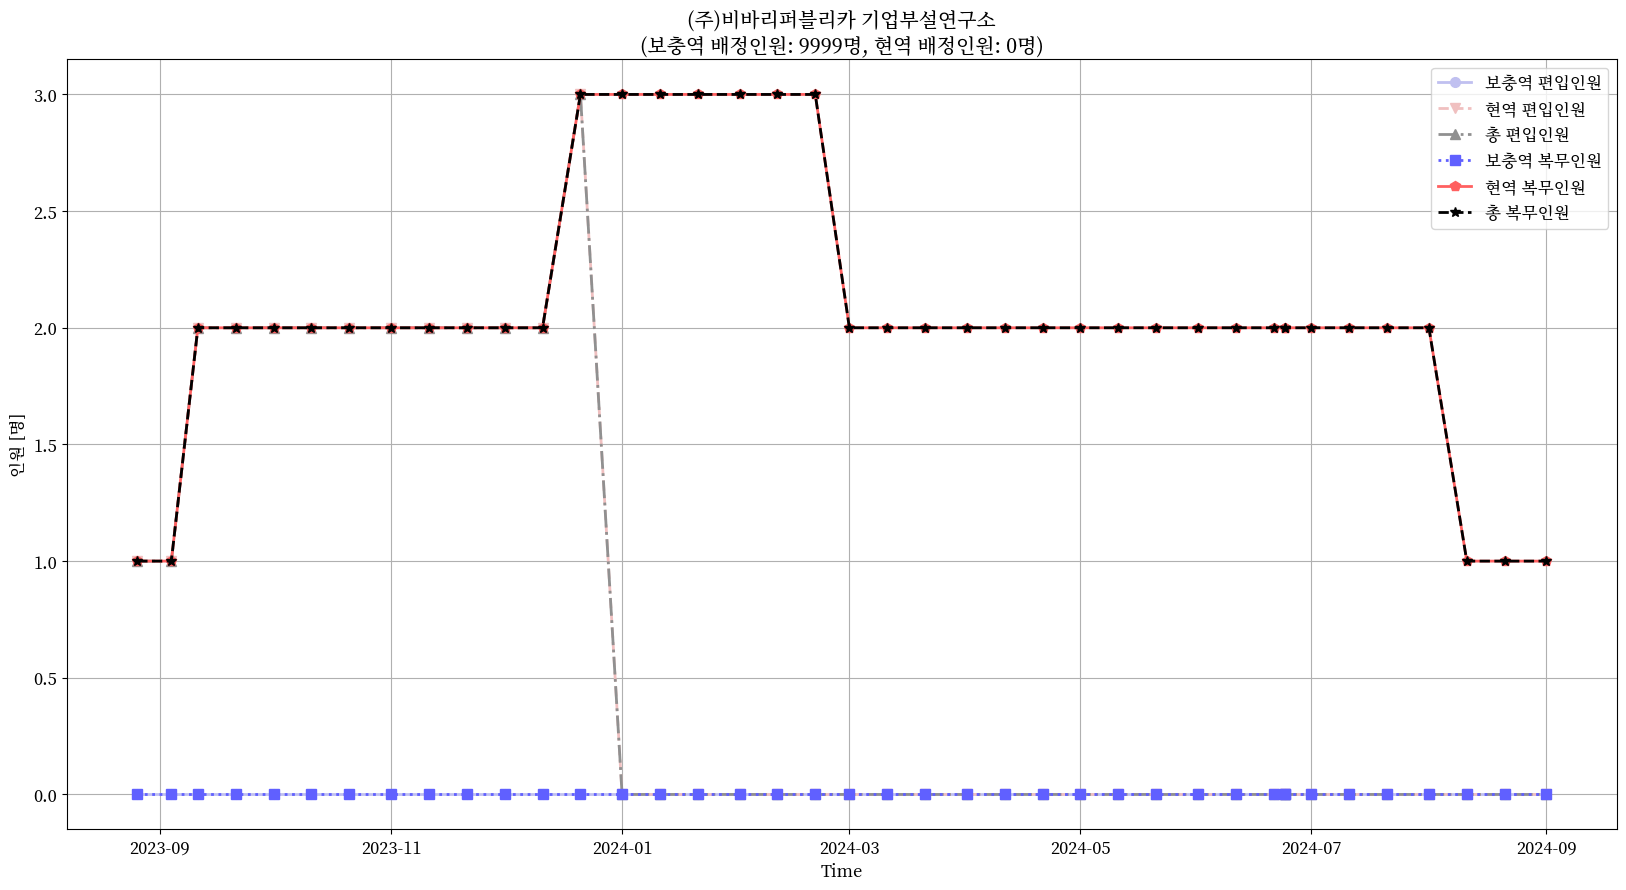 (주)비바리퍼블리카 기업부설연구소
(보충역 배정인원: 9999명, 현역 배정인원: 0명)
보충역 편입인원
현역 편입인원
총 편입인원
보충역 복무인원
현역 복무인원
총 복무인원
인원 [명]
3.0
2.5
2.0
1.5
1.0
0.5
0.0
2023-09
2023-11
2024-01
2024-03
2024-05
2024-07
2024-09
Time